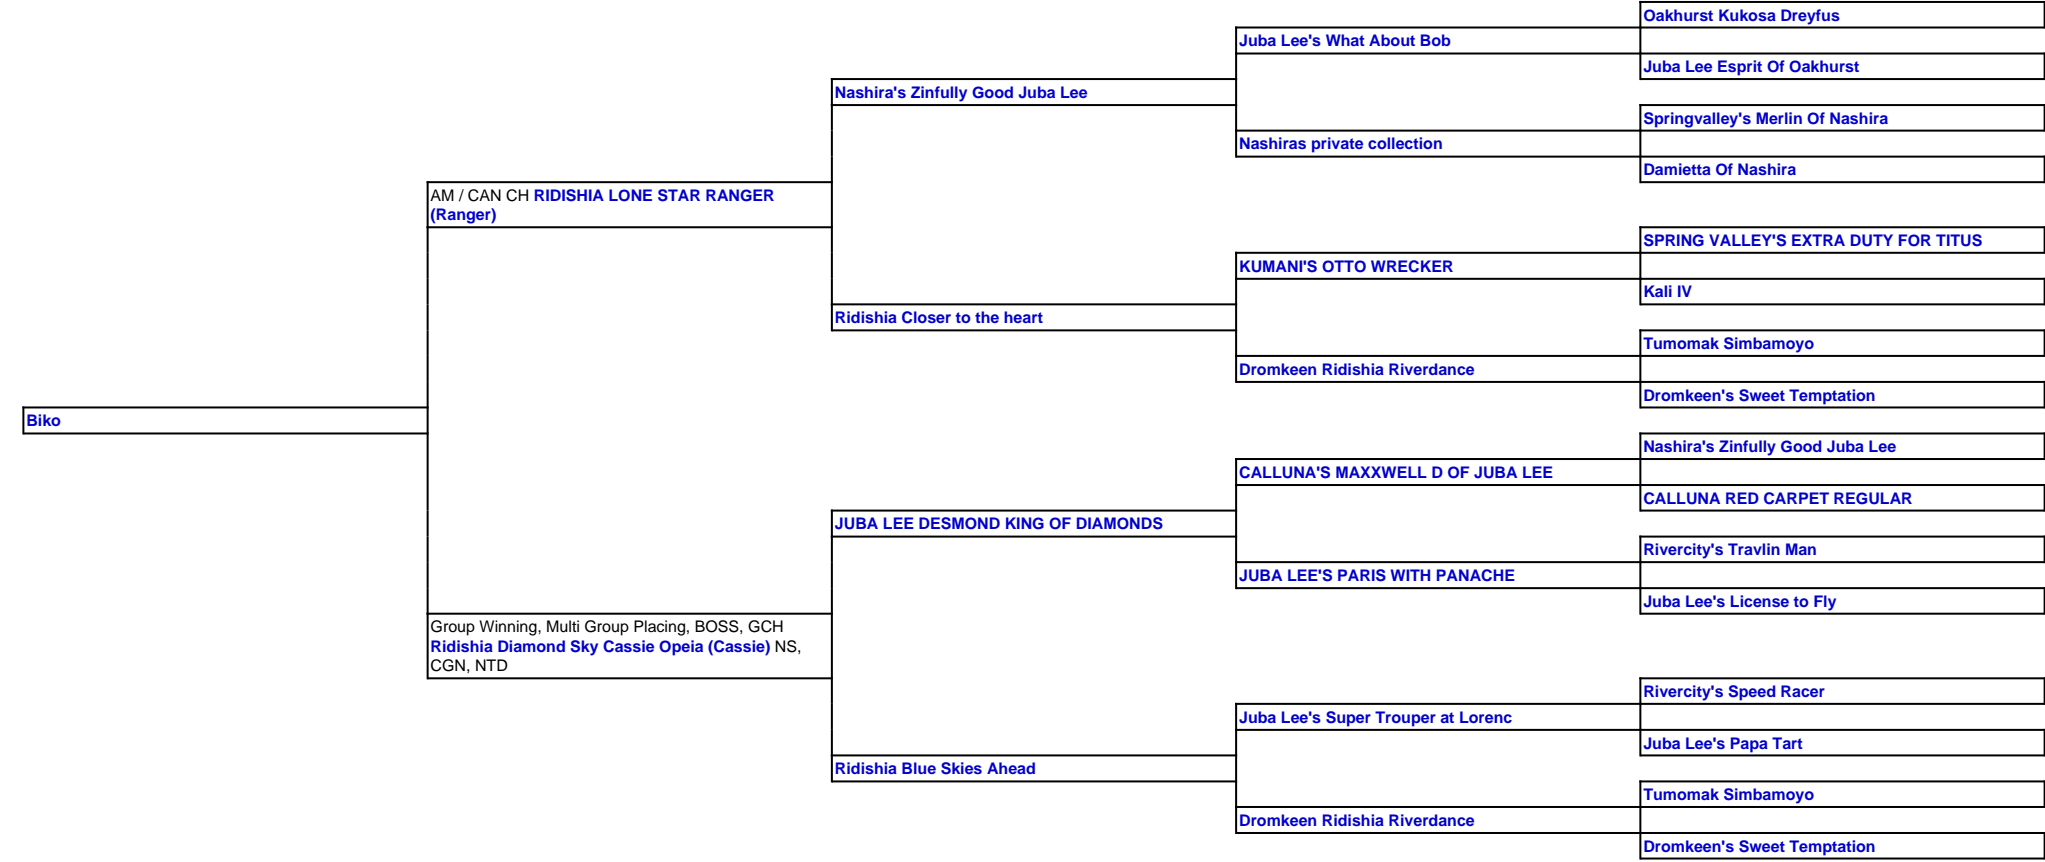 Oakhurst Kukosa Dreyfus
Juba Lee's What About Bob
Juba Lee Esprit Of Oakhurst
Nashira's Zinfully Good Juba Lee
Springvalley's Merlin Of Nashira
Nashiras private collection
Damietta Of Nashira
AM / CAN CH RIDISHIA LONE STAR RANGER
(Ranger)
SPRING VALLEY'S EXTRA DUTY FOR TITUS
KUMANI'S OTTO WRECKER
Kali IV
Ridishia Closer to the heart
Tumomak Simbamoyo
Dromkeen Ridishia Riverdance
Dromkeen's Sweet Temptation
Biko
Nashira's Zinfully Good Juba Lee
CALLUNA'S MAXXWELL D OF JUBA LEE
CALLUNA RED CARPET REGULAR
JUBA LEE DESMOND KING OF DIAMONDS
Rivercity's Travlin Man
JUBA LEE'S PARIS WITH PANACHE
Juba Lee's License to Fly
Group Winning, Multi Group Placing, BOSS, GCH
Ridishia Diamond Sky Cassie Opeia (Cassie) NS,
CGN, NTD
Rivercity's Speed Racer
Juba Lee's Super Trouper at Lorenc
Juba Lee's Papa Tart
Ridishia Blue Skies Ahead
Tumomak Simbamoyo
Dromkeen Ridishia Riverdance
Dromkeen's Sweet Temptation